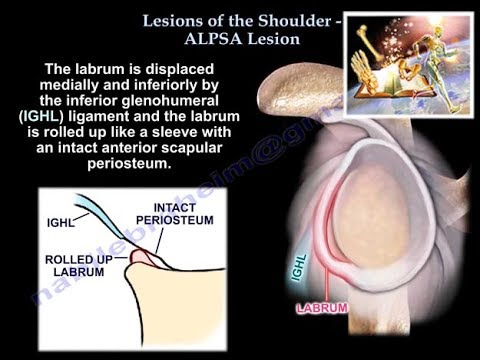 Lesions of the Shoulder -
ALPSA Lesion
The labrum is displaced
medially and inferiorly by
the inferior glenohumeral
(IGHL) ligament and the labrum
is rolled up like a sleeve with
an intact anterior scapular
periosteum.
IGHL
INTACT
PERIOSTEUM
ROLLED UP
LABRUM
IGHL
LABRUM